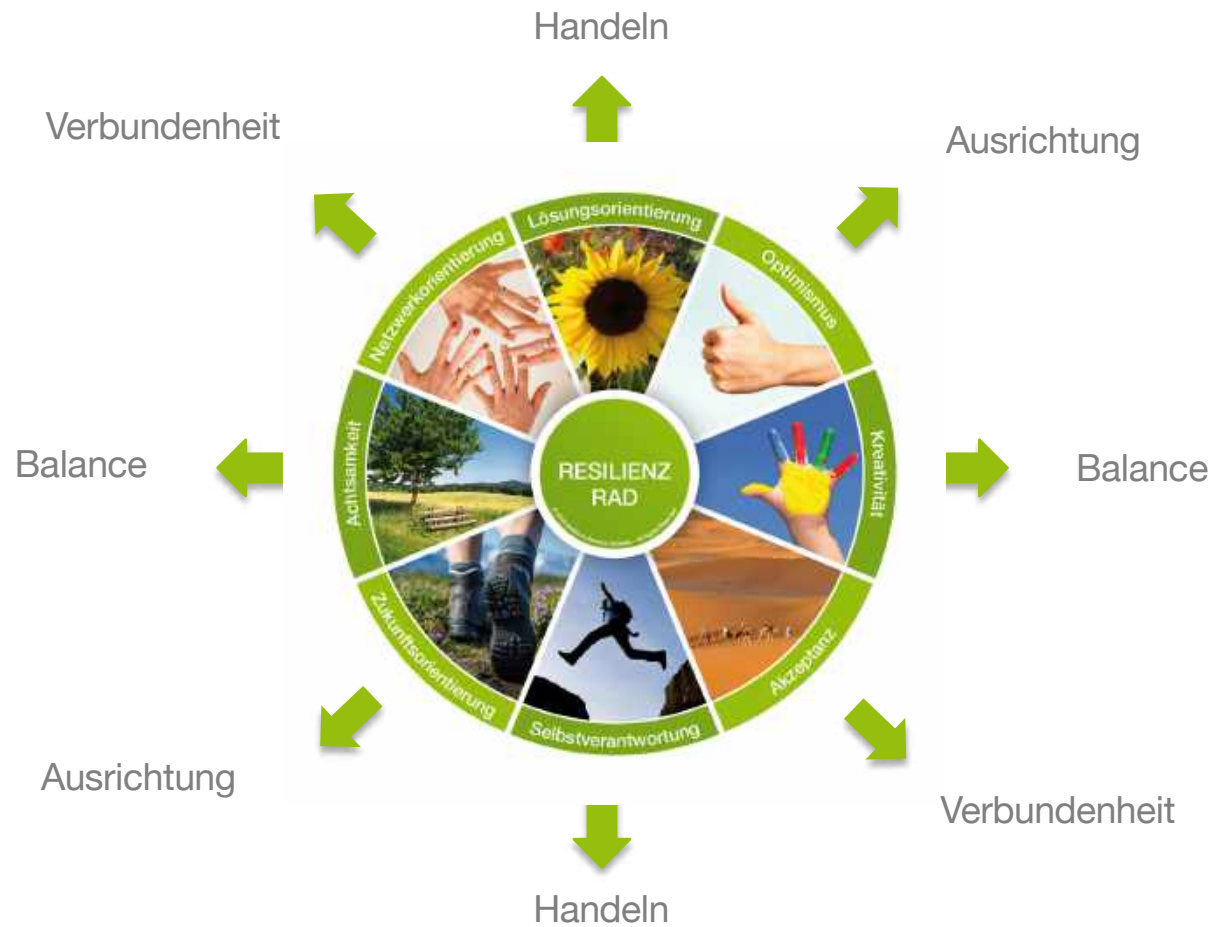 Handeln
Verbundenheit
Ausrichtung
Lösungsorientierung
Netzwerkorientierung
Optimismus
Achtsamkeit
Kreativität
Balance
RESILIENZ
RAD
Balance
Zukunftsorientierung
Akzeptanz
Selbstverantwortung
Ausrichtung
Verbundenheit
Handeln